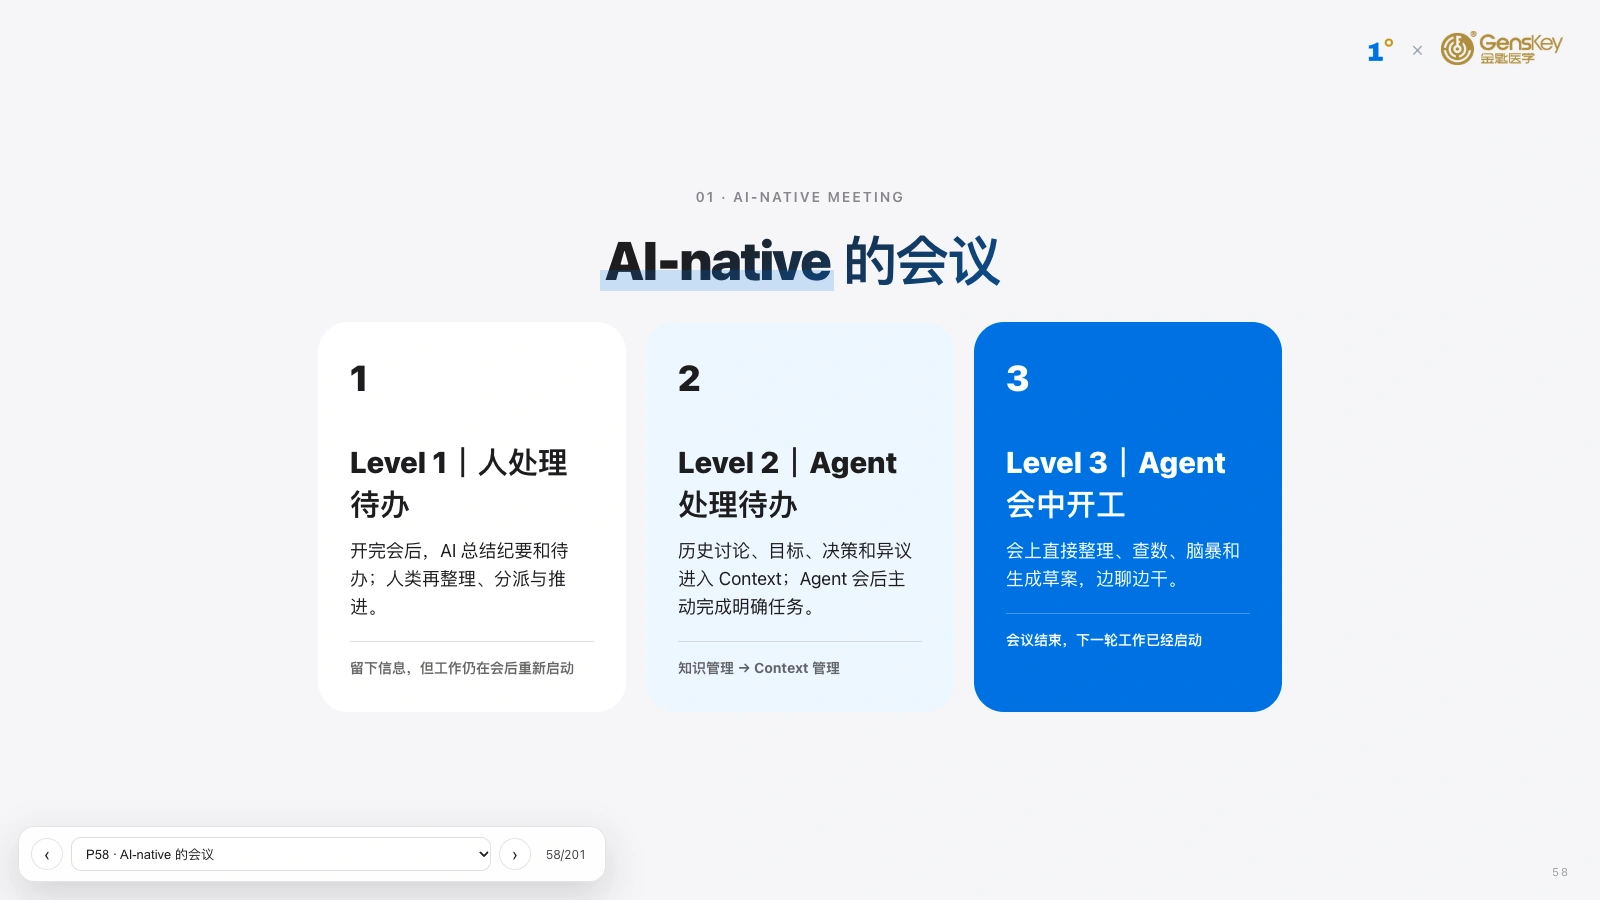 1°
×
GensKey®
金匙医学
01 · AI-NATIVE MEETING
AI-native 的会议
1
Level 1｜人处理
待办
开完会后，AI 总结纪要和待
办；人类再整理、分派与推
进。
留下信息，但工作仍在会后重新启动
2
Level 2｜Agent
处理待办
历史讨论、目标、决策和异议
进入 Context；Agent 会后主
动完成明确任务。
知识管理 → Context 管理
3
Level 3｜Agent
会中开工
会上直接整理、查数、脑暴和
生成草案，边聊边干。
会议结束，下一轮工作已经启动
‹
P58 · AI-native 的会议
›
58/201
58